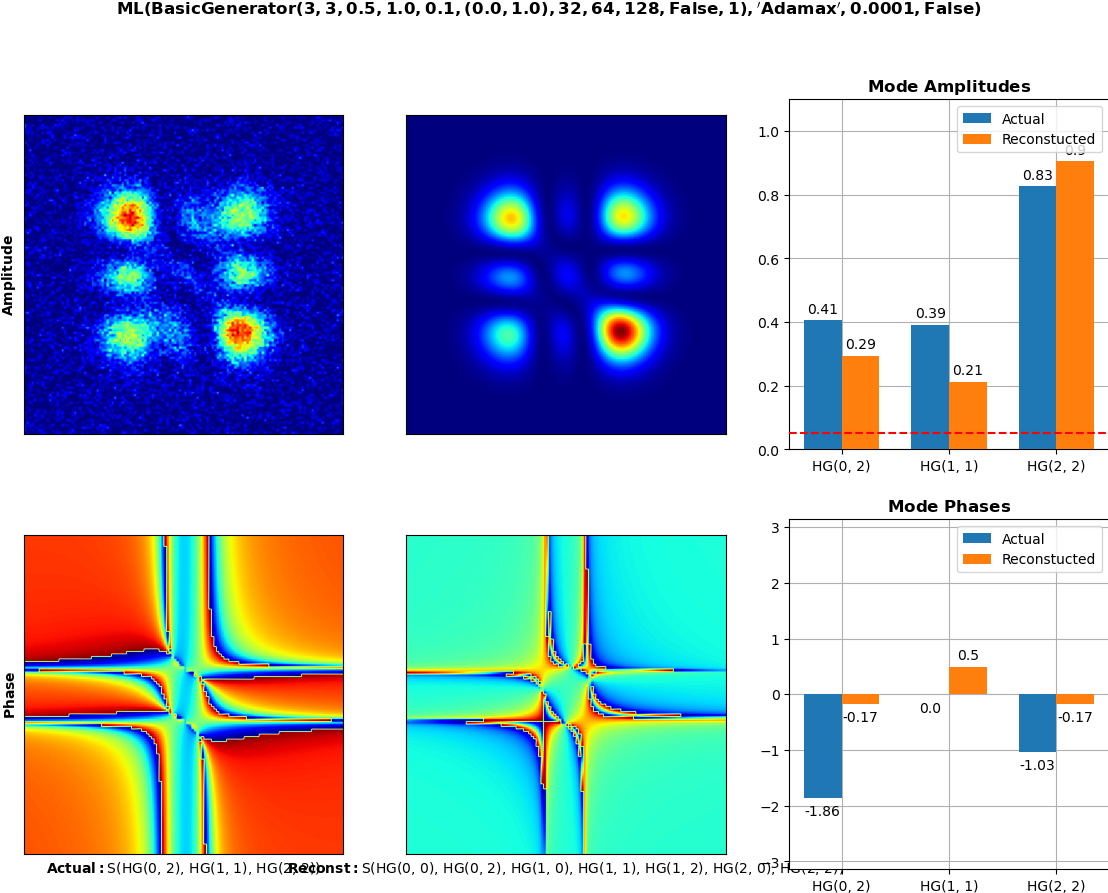 ML(BasicGenerator(3, 3, 0.5, 1.0, 0.1, (0.0, 1.0), 32, 64, 128, False, 1), 'Adamax', 0.0001, False)
Mode Amplitudes
Actual
Reconstucted
1.0
0.8
0.6
0.4
0.2
0.0
0.41
0.29
0.39
0.21
0.83
0.9
HG(0, 2)
HG(1, 1)
HG(2, 2)
Amplitude
Mode Phases
Actual
Reconstucted
3
2
1
0
−1
−2
−3
-1.86
-0.17
0.0
0.5
-1.03
-0.17
HG(0, 2)
HG(1, 1)
HG(2, 2)
Phase
Actual: S(HG(0, 2), HG(1, 1), HG(2, 2))
Reconst: S(HG(0, 0), HG(0, 2), HG(1, 0), HG(1, 1), HG(1, 2), HG(2, 0), HG(2, 2))